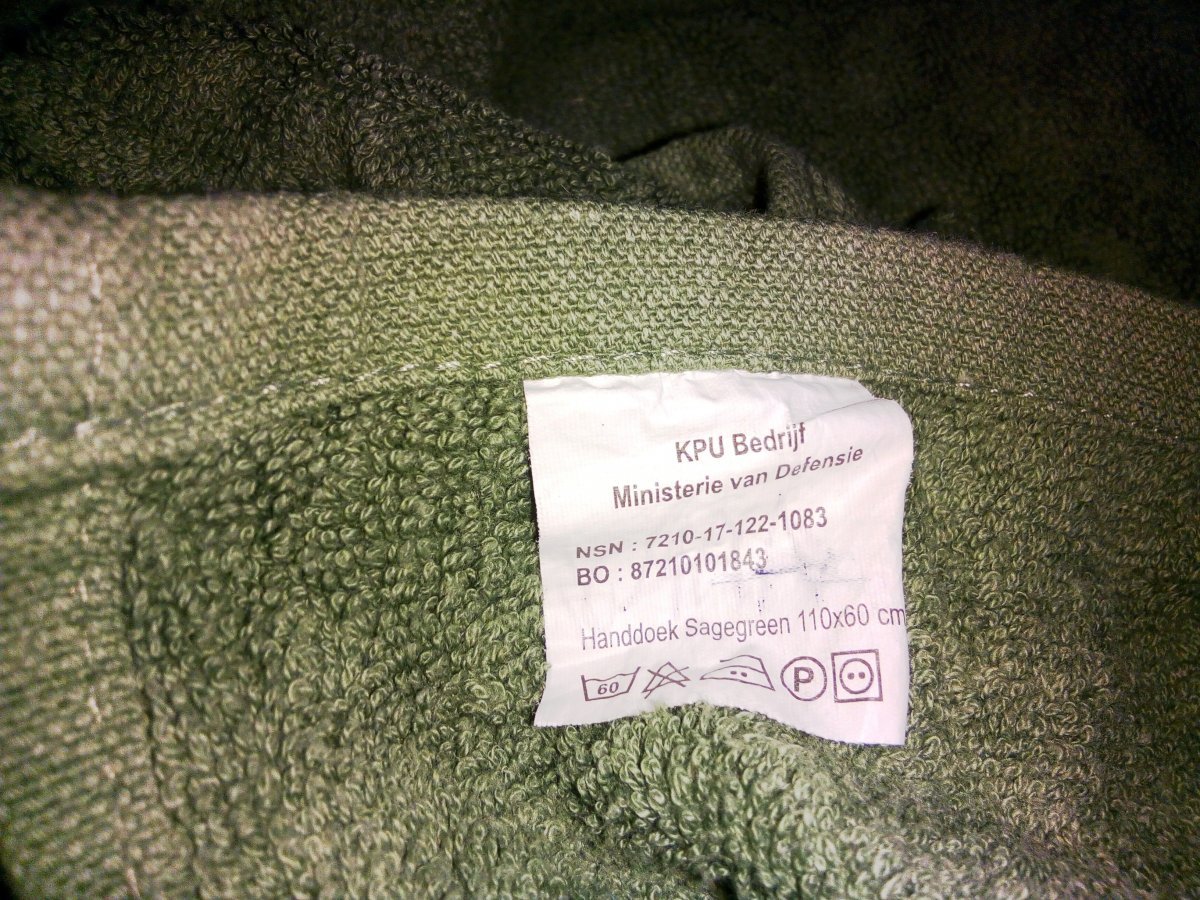 KPU Bedrijf
Ministerie van Defensie
NSN : 7210-17-122-1083
BO : 87210101843
Handdoek Sagegreen 110x60 cm
60 P